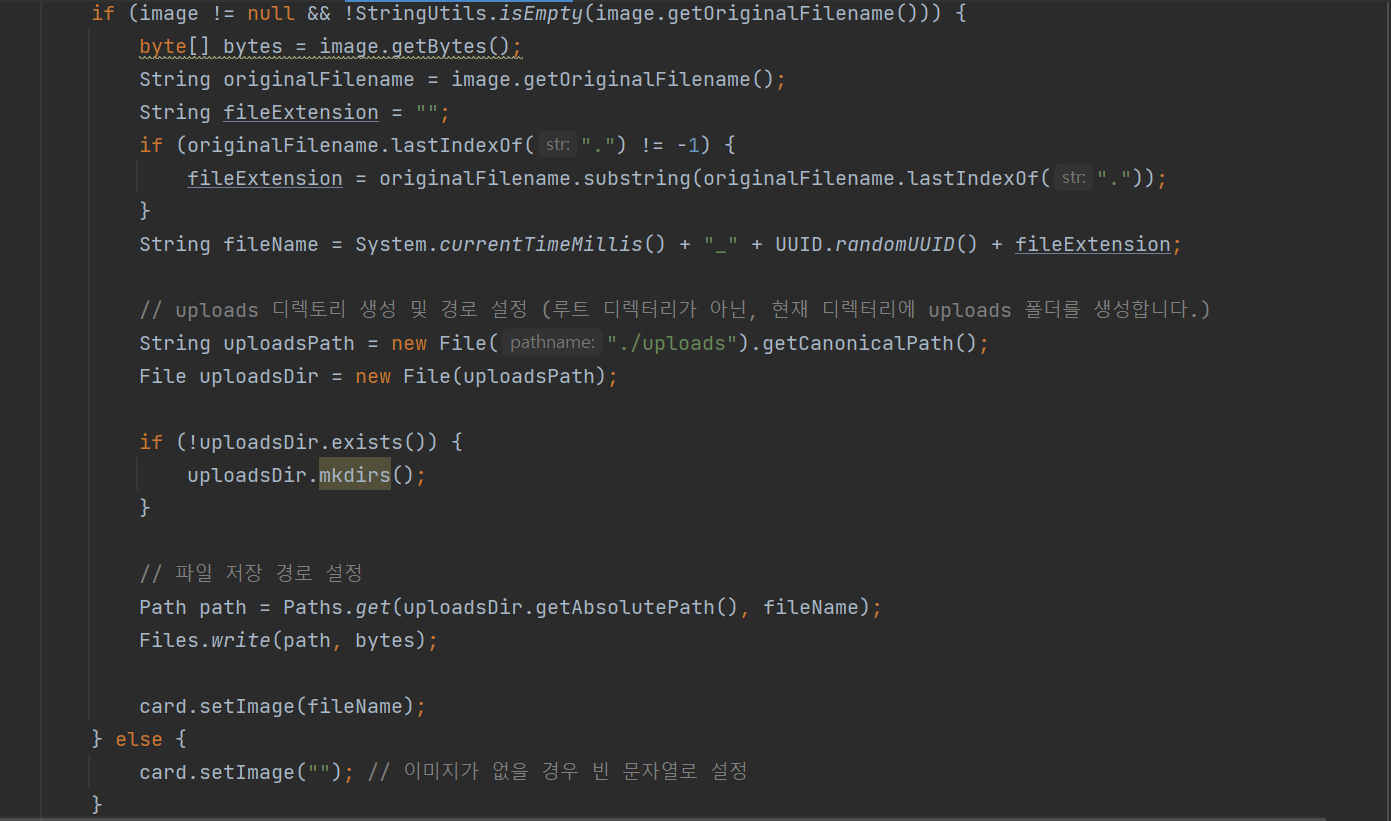 if (image != null && !StringUtils.isEmpty(image.getOriginalFilename())) {
byte[] bytes = image.getBytes();
String originalFilename = image.getOriginalFilename();
String fileExtension = "";
if (originalFilename.lastIndexOf( str: ".") != -1) {
fileExtension = originalFilename.substring(originalFilename.lastIndexOf( str: "."));
}
String fileName = System.currentTimeMillis() + "_" + UUID.randomUUID() + fileExtension;
// uploads 디렉토리 생성 및 경로 설정 (루트 디렉터리가 아닌, 현재 디렉터리에 uploads 폴더를 생성합니다.)
String uploadsPath = new File( pathname: "./uploads").getCanonicalPath();
File uploadsDir = new File(uploadsPath);
if (!uploadsDir.exists()) {
uploadsDir.mkdirs();
}
// 파일 저장 경로 설정
Path path = Paths.get(uploadsDir.getAbsolutePath(), fileName);
Files.write(path, bytes);
card.setImage(fileName);
} else {
card.setImage(""); // 이미지가 없을 경우 빈 문자열로 설정
}